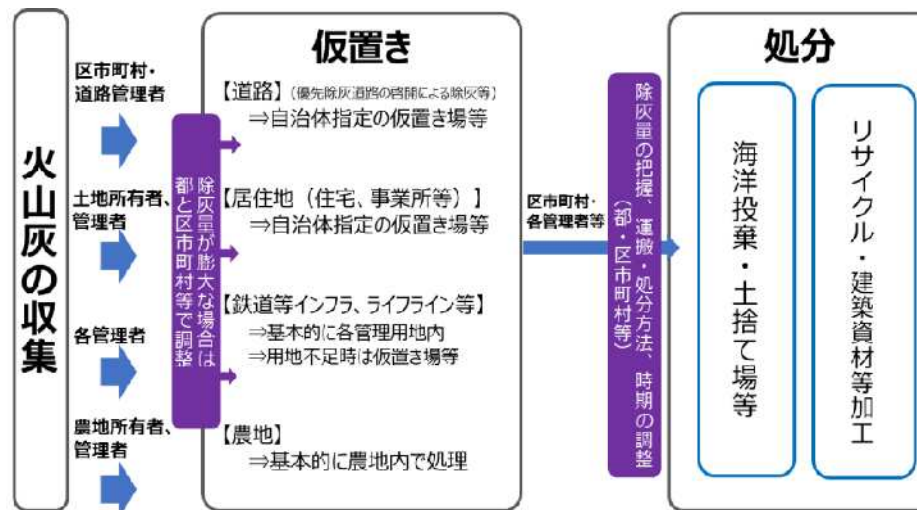 火山灰の収集
区市町村・
道路管理者
土地所有者、
管理者
各管理者
農地所有者、
管理者
除灰量が膨大な場合は
都と区市町村等で調整
仮置き
【道路】(優先除灰道路の啓開による除灰等)
⇒自治体指定の仮置き場等
【居住地（住宅、事業所等）】
⇒自治体指定の仮置き場等
【鉄道等インフラ、ライフライン等】
⇒基本的に各管理用地内
⇒用地不足時は仮置き場等
【農地】
⇒基本的に農地内で処理
区市町村・
各管理者等
除灰量の把握、運搬・処分方法、時期の調整
（都・区市町村等）
処分
海洋投棄・土捨て場等
リサイクル・建築資材等加工